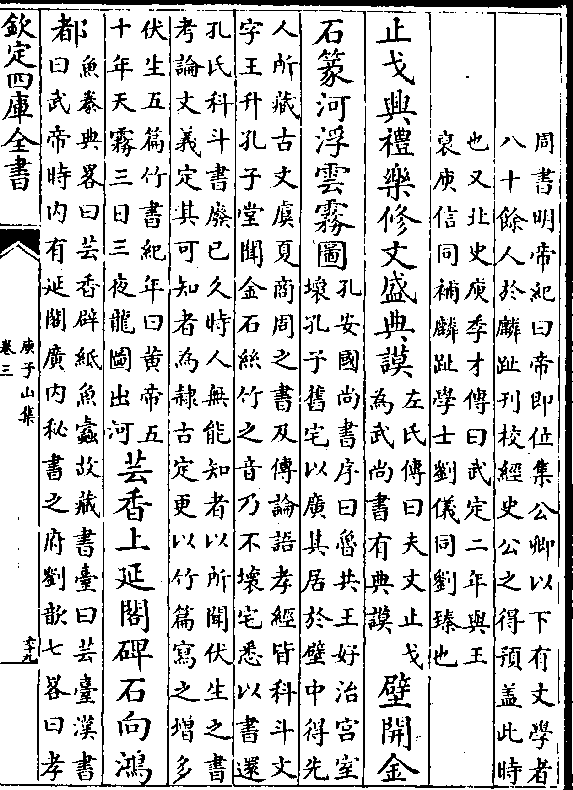 周書明帝紀曰帝即位集公卿以下有文學者
八十餘人於麟趾刊校經史公之得預盖此時
也又北史庾季才傳曰武定二年與王
裒庾信同補麟趾學士劉儀同劉臻也
止戈興禮樂修文盛典謨
左氏傳曰夫文止戈
為武尚書有典謨
壁開金
石篆河浮雲霧圖
孔安國尚書序曰魯共王好治宫室
壊孔子舊宅以廣其居於壁中得先
人所藏古文虞夏商周之書及傳論語孝經皆科斗文
字王升孔子堂聞金石絲竹之音乃不壊宅悉以書還
孔氏科斗書廢已久時人無能知者以所聞伏生之書
考論文義定其可知者為隷古定更以竹篇寫之增多
伏生五篇竹書紀年曰黄帝五
十年天霧三日三夜龍圖出河
芸香上延閣碑石向鴻
都
魚豢典畧曰芸香辟紙魚蠧故藏書臺曰芸臺漢書
曰武帝時内有延閣廣内秘書之府劉歆七畧曰孝
欽定四庫全書
庾子山集
卷三